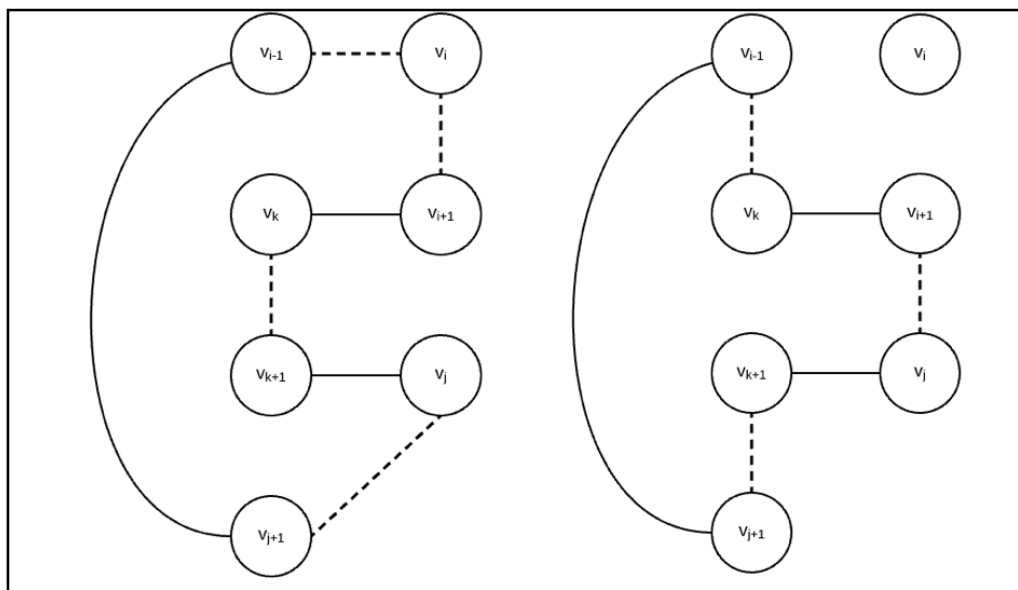 v_{i-1} v_i v_{i-1} v_i
v_k v_{i+1} v_k v_{i+1}
v_{k+1} v_j v_{k+1} v_j
v_{j+1} v_{j+1}